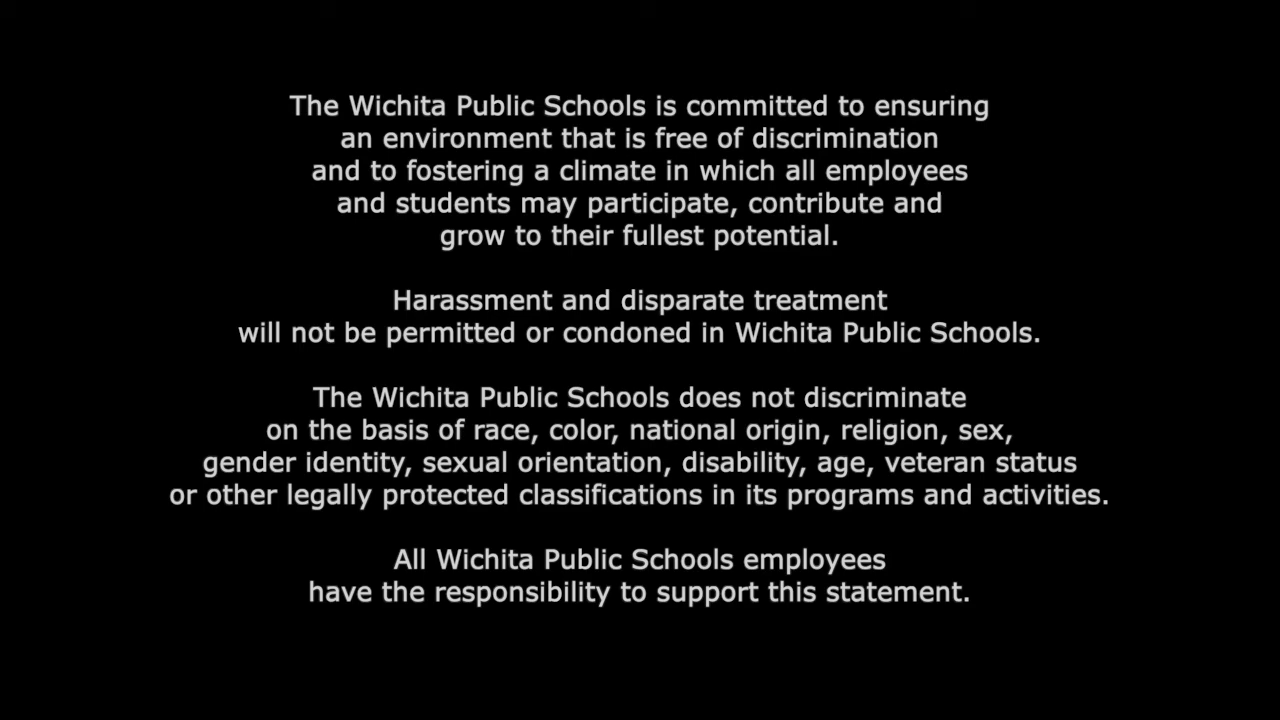 The Wichita Public Schools is committed to ensuring
an environment that is free of discrimination
and to fostering a climate in which all employees
and students may participate, contribute and
grow to their fullest potential.
Harassment and disparate treatment
will not be permitted or condoned in Wichita Public Schools.
The Wichita Public Schools does not discriminate
on the basis of race, color, national origin, religion, sex,
gender identity, sexual orientation, disability, age, veteran status
or other legally protected classifications in its programs and activities.
All Wichita Public Schools employees
have the responsibility to support this statement.